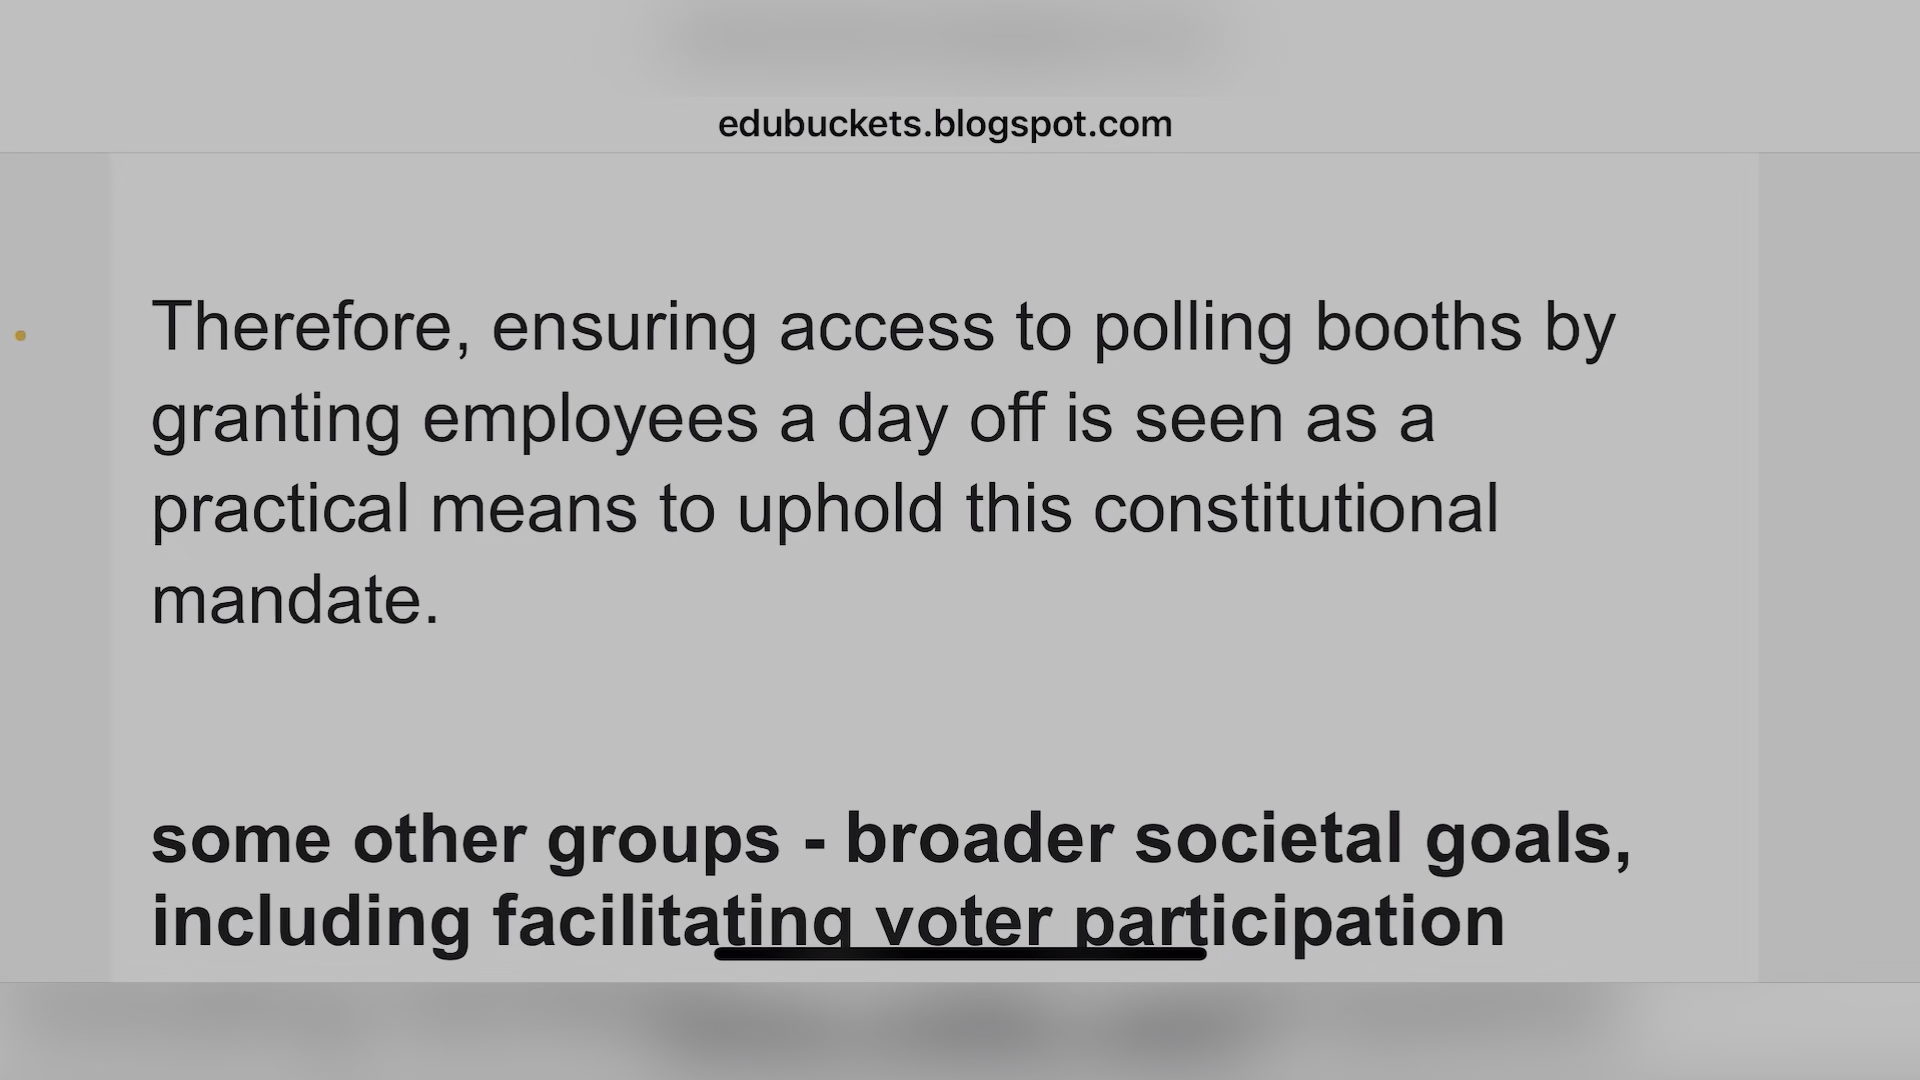 edubuckets.blogspot.com
Therefore, ensuring access to polling booths by
granting employees a day off is seen as a
practical means to uphold this constitutional
mandate.
some other groups - broader societal goals,
including facilitating voter participation